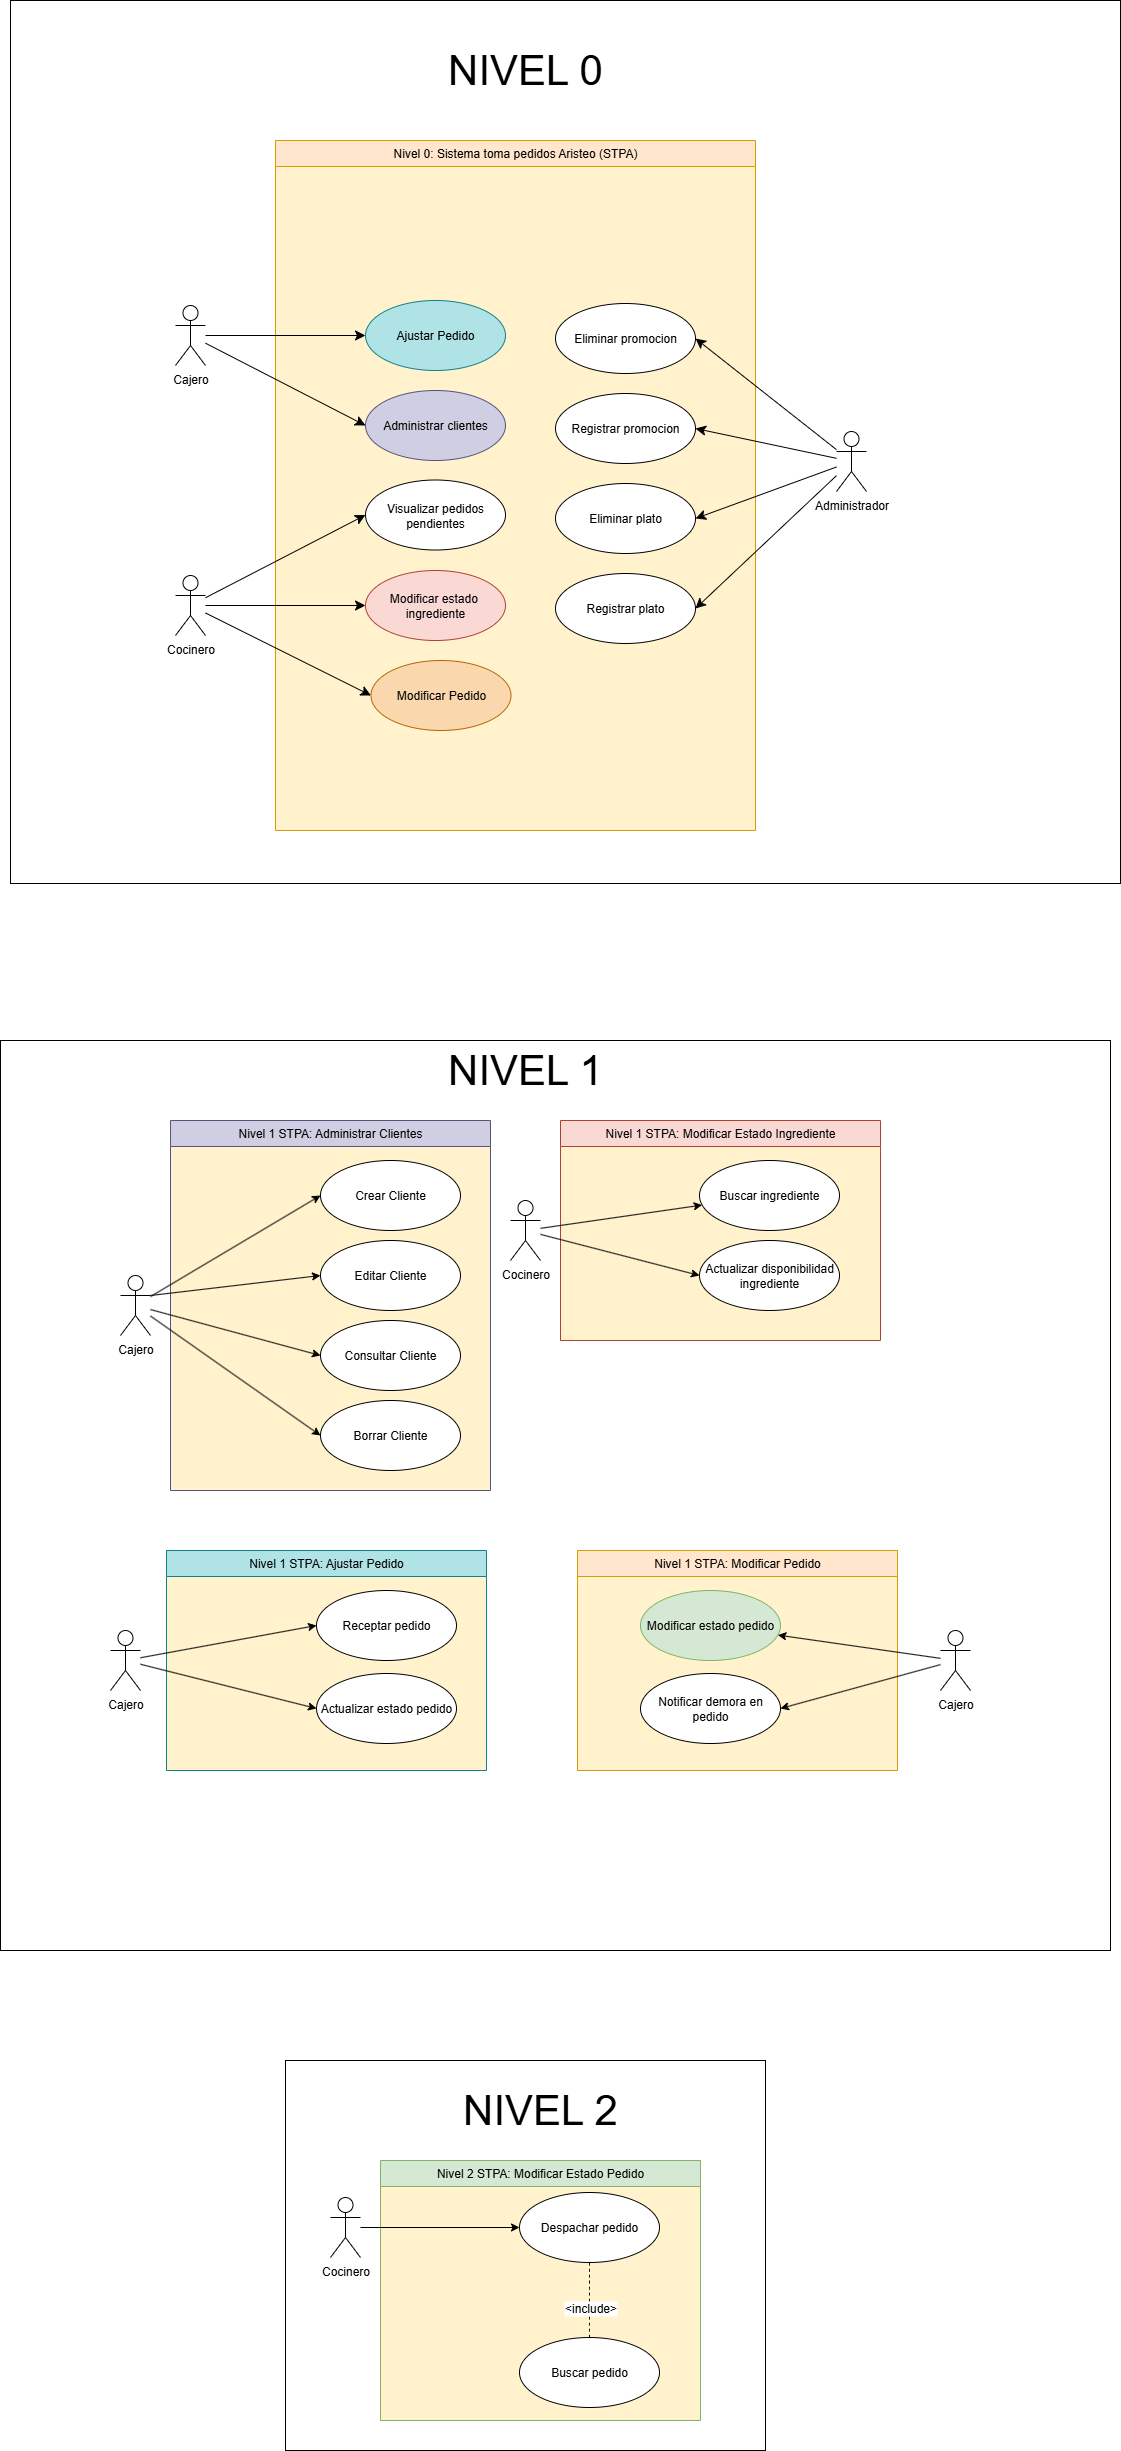 NIVEL 0
Nivel 0: Sistema toma pedidos Aristeo (STPA)
Ajustar Pedido
Eliminar promocion
Cajero
Administrar clientes
Registrar promocion
Administrador
Visualizar pedidos
pendientes
Eliminar plato
Modificar estado
ingrediente
Registrar plato
Cocinero
Modificar Pedido
NIVEL 1
Nivel 1 STPA: Administrar Clientes
Crear Cliente
Editar Cliente
Cajero
Consultar Cliente
Borrar Cliente
Nivel 1 STPA: Modificar Estado Ingrediente
Buscar ingrediente
Cocinero
Actualizar disponibilidad
ingrediente
Nivel 1 STPA: Ajustar Pedido
Receptar pedido
Cajero
Actualizar estado pedido
Nivel 1 STPA: Modificar Pedido
Modificar estado pedido
Notificar demora en
pedido
Cajero
NIVEL 2
Nivel 2 STPA: Modificar Estado Pedido
Despachar pedido
Cocinero
<include>
Buscar pedido